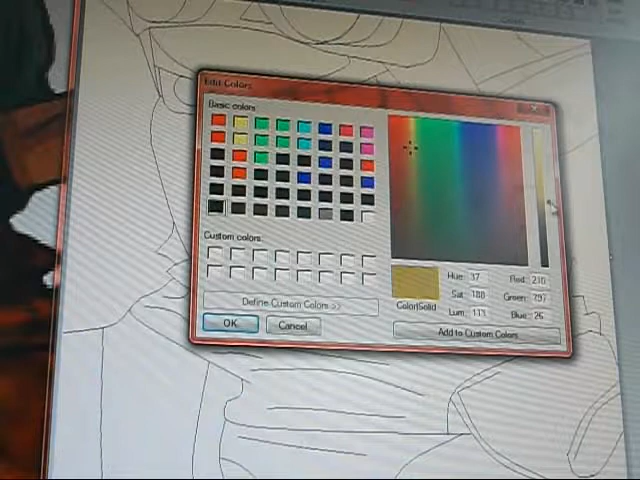 Edit Colors
Basic colors
Custom colors:
Define Custom Colors >>
OK
Cancel
Color|Solid
Hue: 37
Sat: 188
Lum: 111
Red: 210
Green:
Blue: 26
Add to Custom Colors